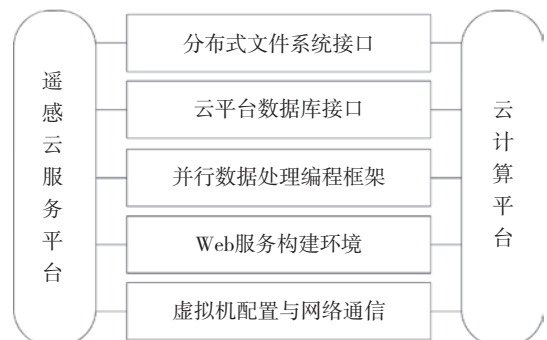 遥感云服务平台
分布式文件系统接口
云平台数据库接口
并行数据处理编程框架
Web服务构建环境
虚拟机配置与网络通信
云计算平台